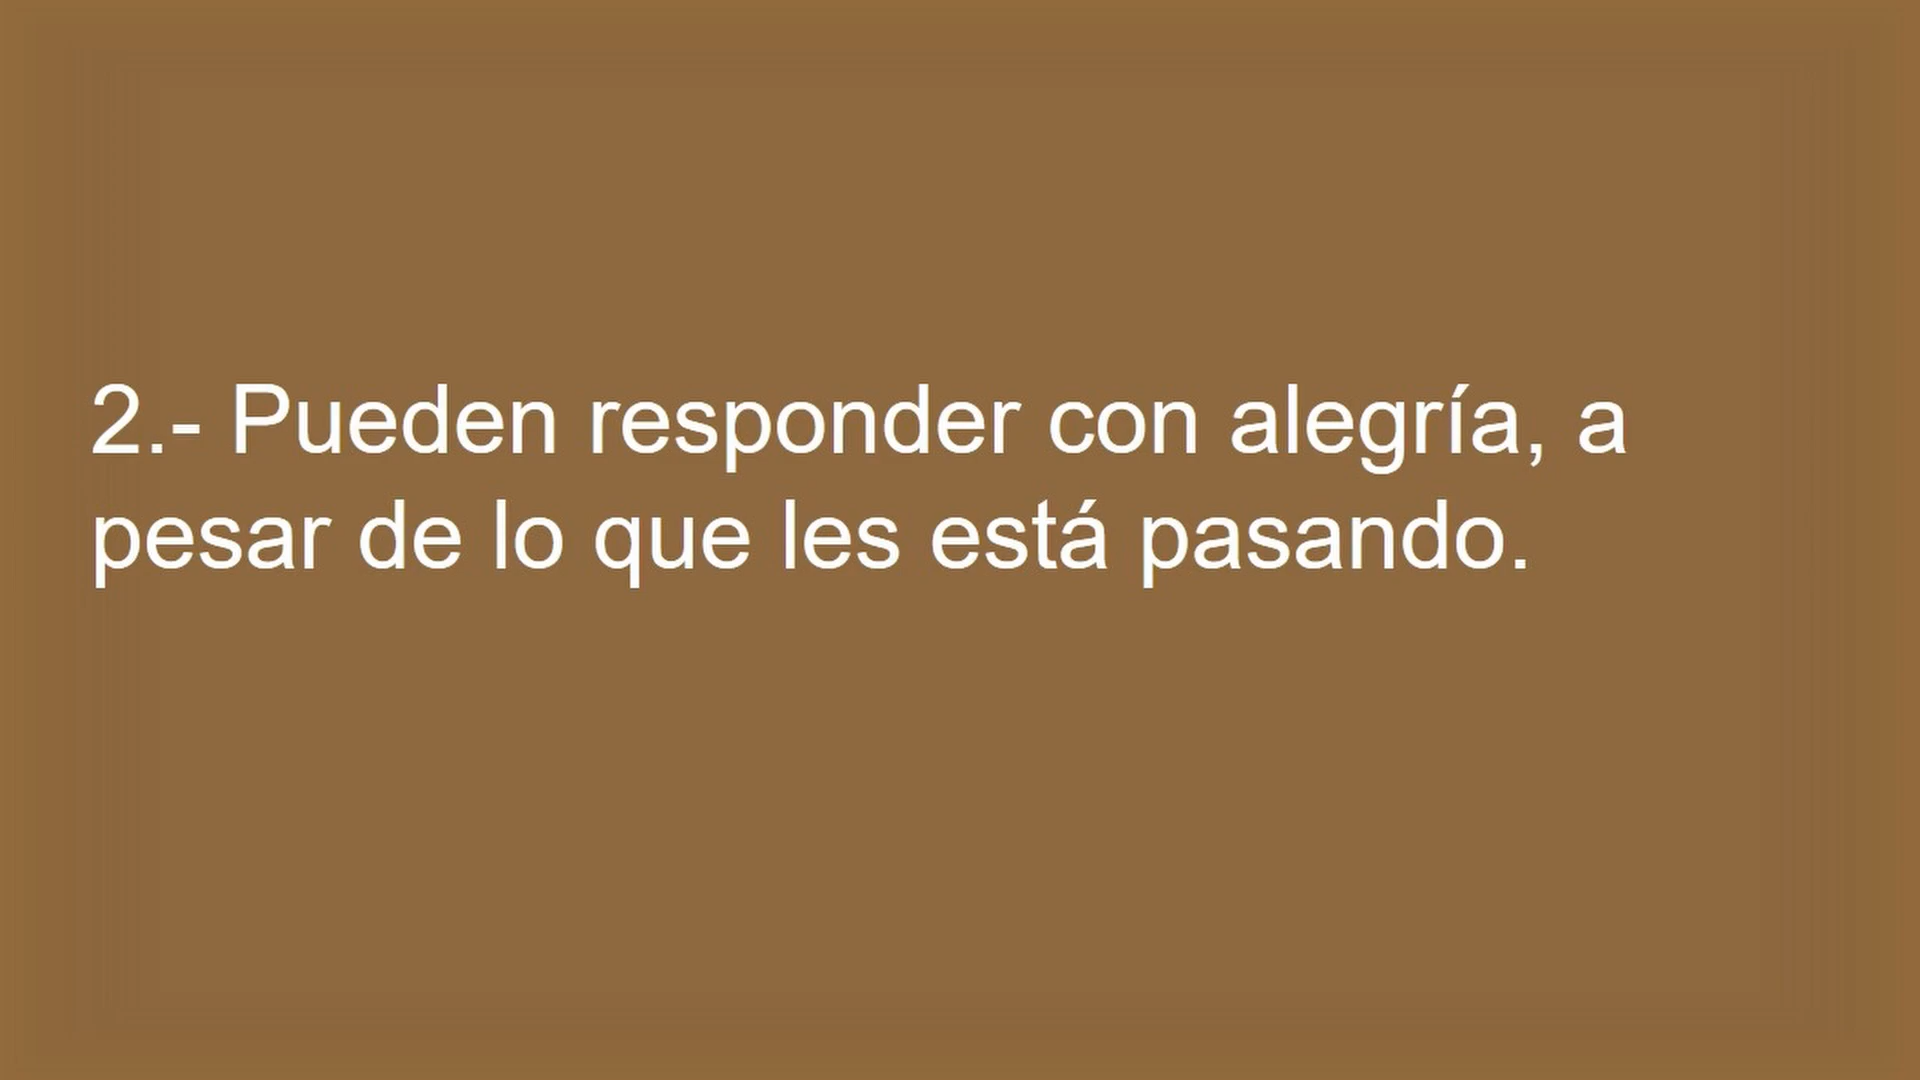 2.- Pueden responder con alegría, a
pesar de lo que les está pasando.